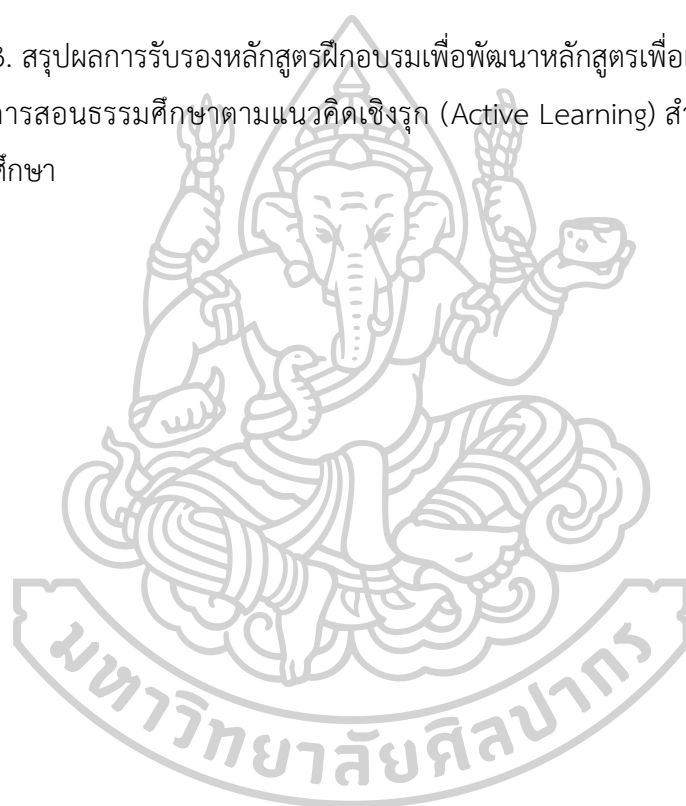 3. สรุปผลการรับรองหลักสูตรฝึกอบรมเพื่อพัฒนาหลักสูตรเพื่อ
การสอนธรรมศึกษาตามแนวคิดเชิงรุก (Active Learning)
ศึกษา
มหาวิทยาลัยศิลปากร